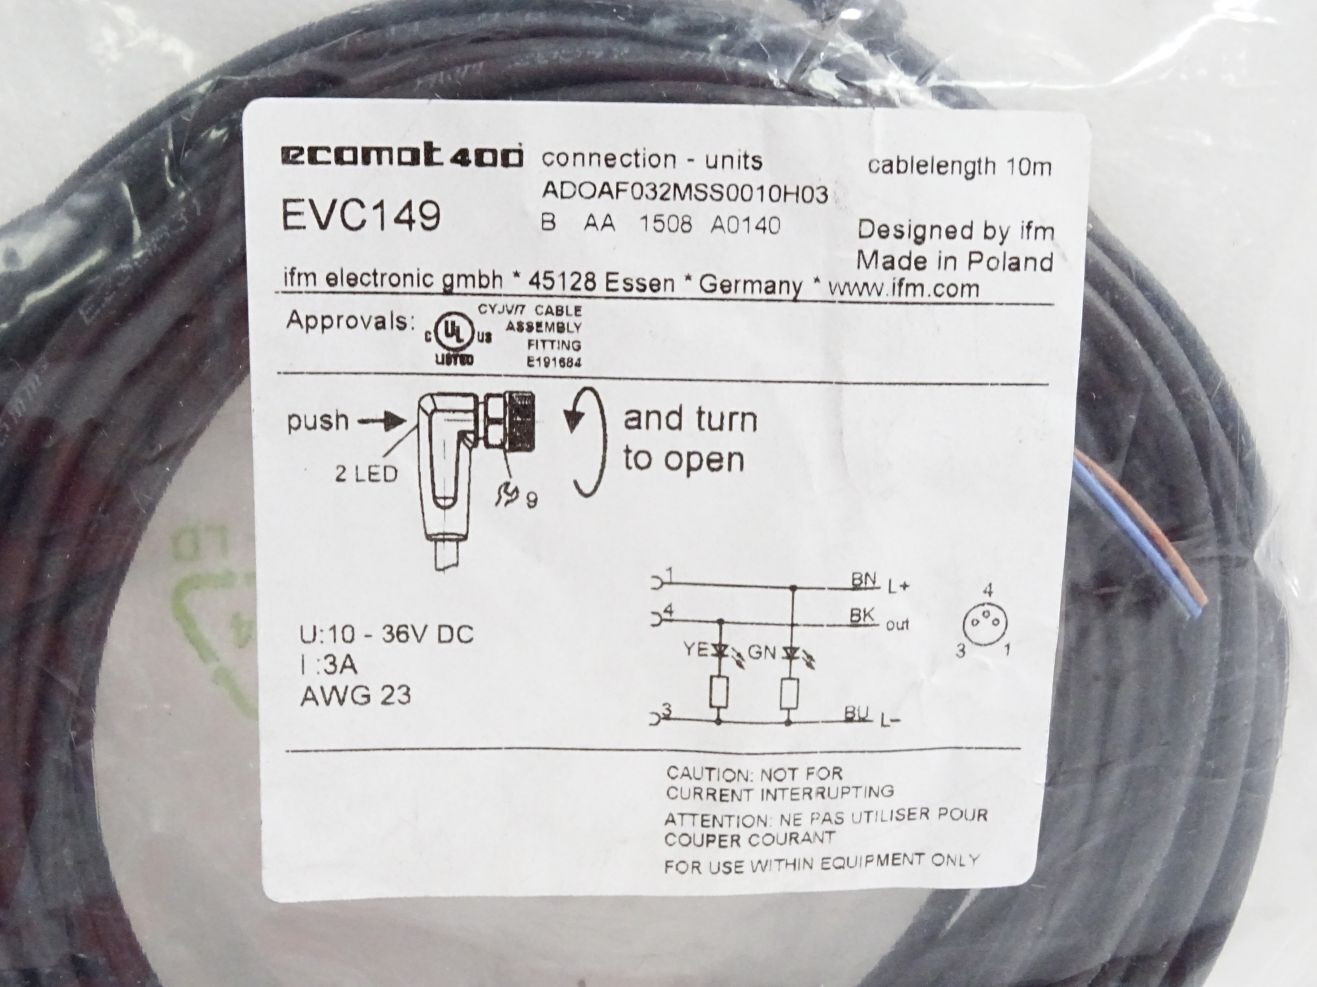 ecomat400 connection - units cablelength 10m
ADOAF032MSS0010H03
EVC149 B AA 1508 A0140
Designed by ifm
Made in Poland
ifm electronic gmbh * 45128 Essen * Germany * www.ifm.com
Approvals: C UL US LISTED
CYJV/7 CABLE
ASSEMBLY
FITTING
E191684
push
2 LED
9
and turn
to open
U:10 - 36V DC
I :3A
AWG 23
1 BN L+
4 BK out
YE GN
3 BU L-
4
3 1
CAUTION: NOT FOR
CURRENT INTERRUPTING
ATTENTION: NE PAS UTILISER POUR
COUPER COURANT
FOR USE WITHIN EQUIPMENT ONLY